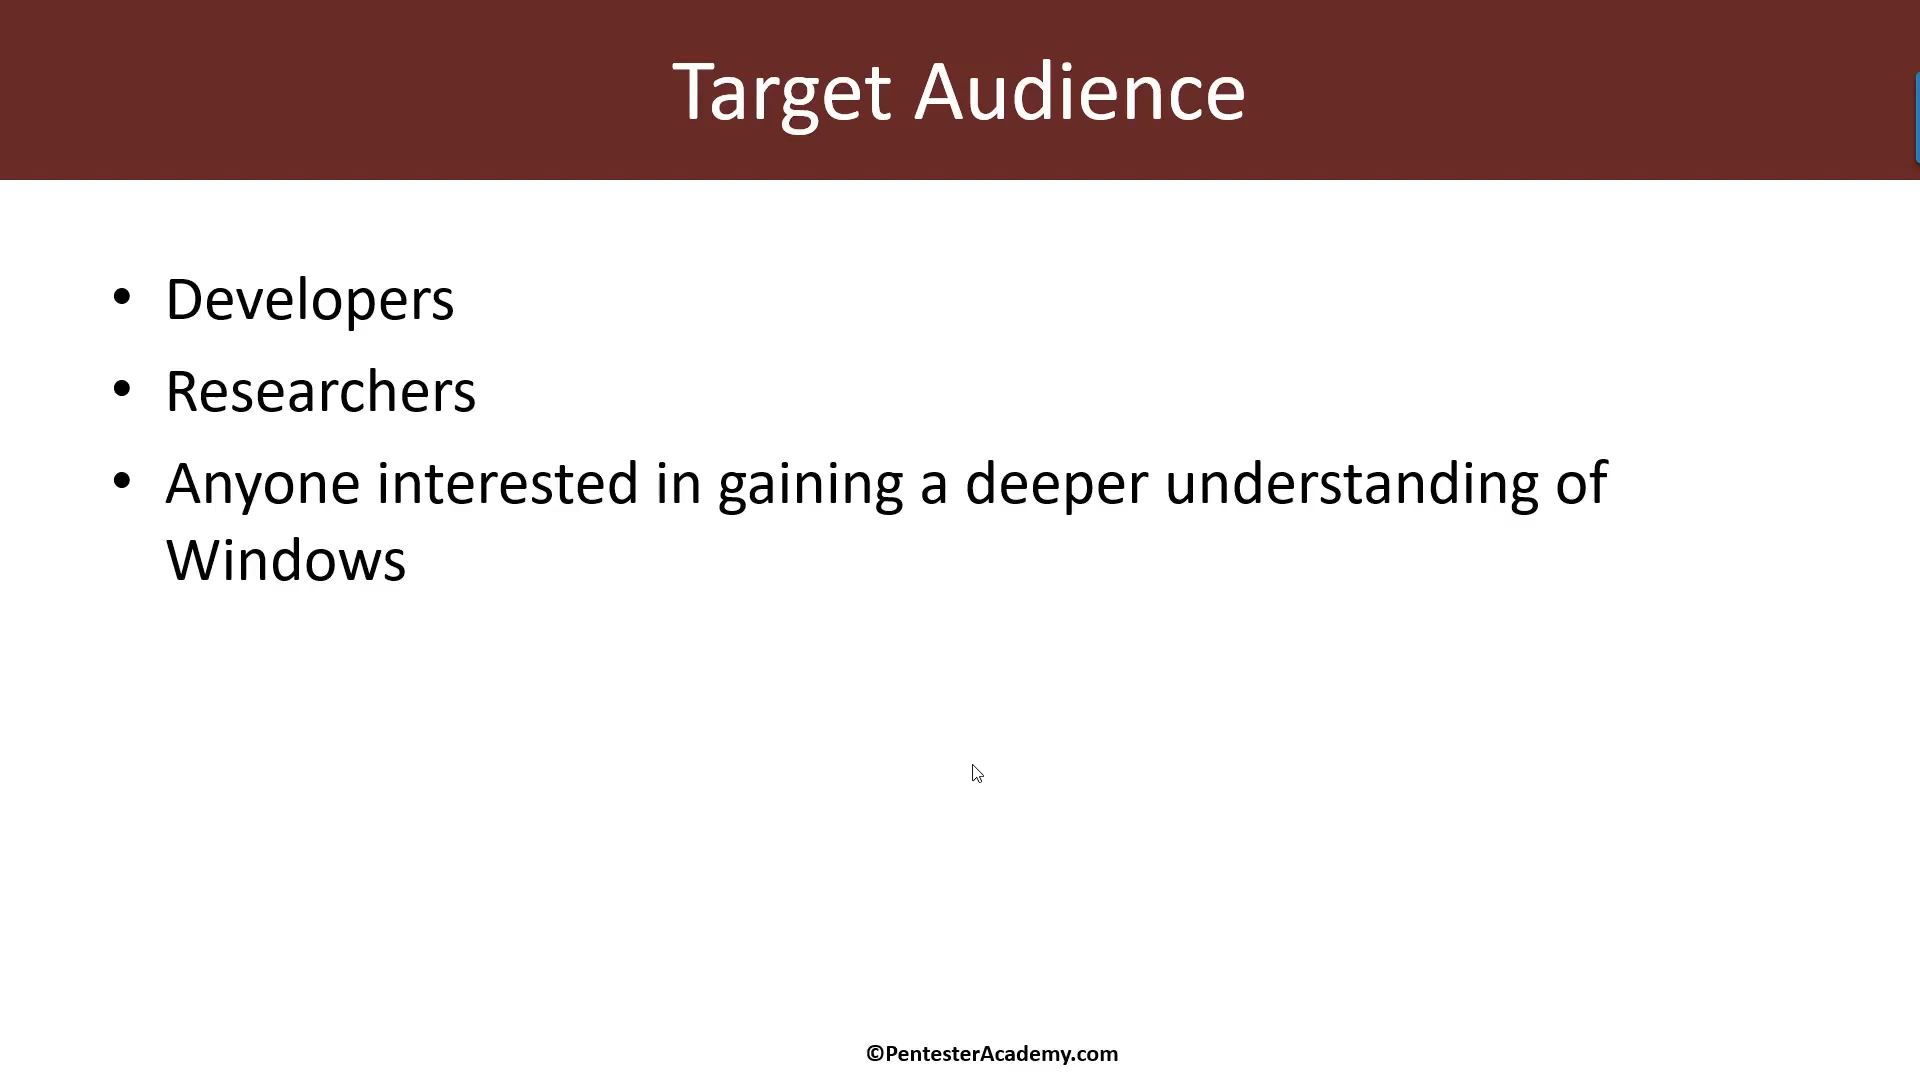 Target Audience
• Developers
• Researchers
• Anyone interested in gaining a deeper understanding of
Windows
©PentesterAcademy.com